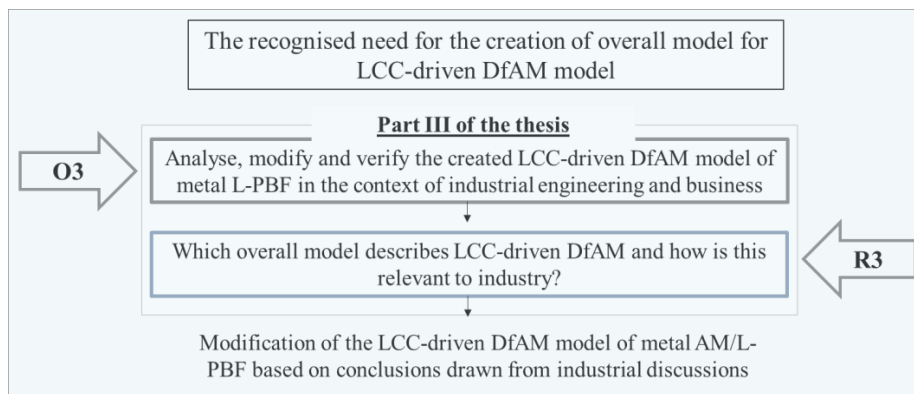 The recognised need for the creation of overall model for
LCC-driven DfAM model
Part III of the thesis
O3
Analyse, modify and verify the created LCC-driven DfAM model of
metal L-PBF in the context of industrial engineering and business
Which overall model describes LCC-driven DfAM and how is this
relevant to industry?
R3
Modification of the LCC-driven DfAM model of metal AM/L-
PBF based on conclusions drawn from industrial discussions